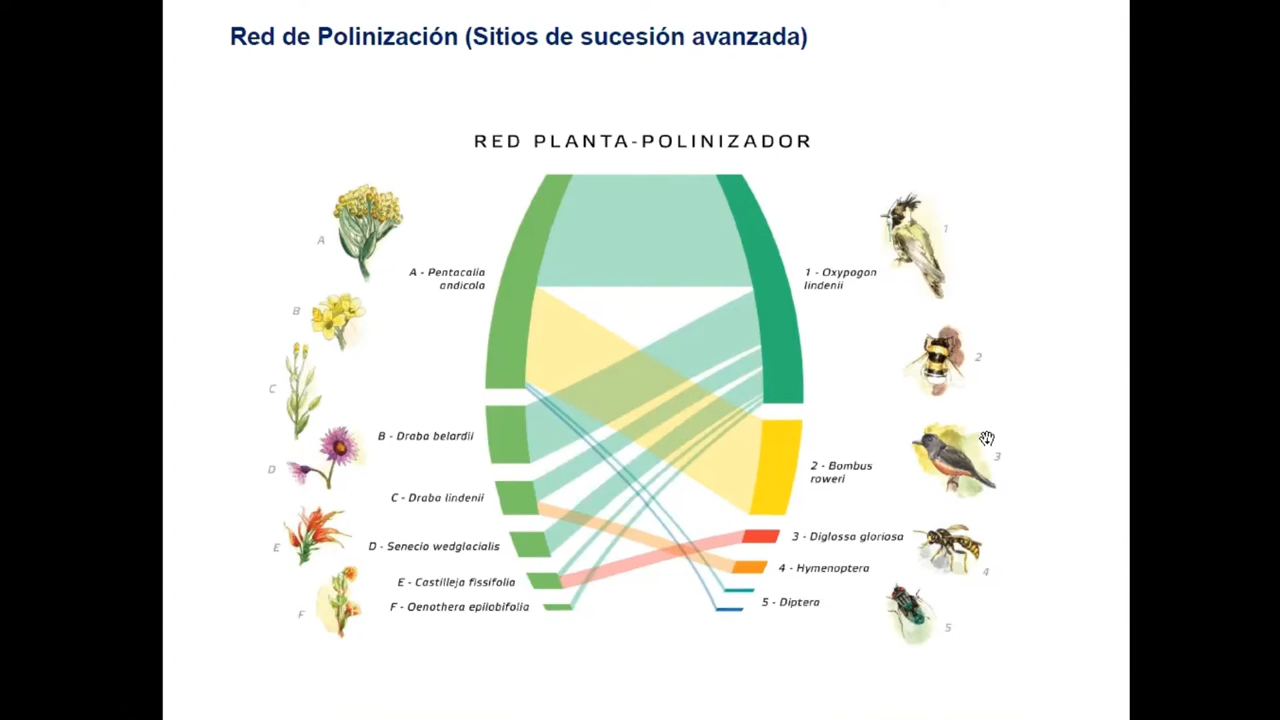 Red de Polinización (Sitios de sucesión avanzada)
RED PLANTA-POLINIZADOR
A
A - Pentacalia
andicola
B
C
B - Draba belardii
D
C - Draba lindenii
E
D - Senecio wedglacialis
E - Castilleja fissifolia
F
F - Oenothera epilobifolia
1
1 - Oxypogon
lindenii
2
3
2 - Bombus
roweri
3 - Diglossa gloriosa
4
4 - Hymenoptera
5 - Diptera
5